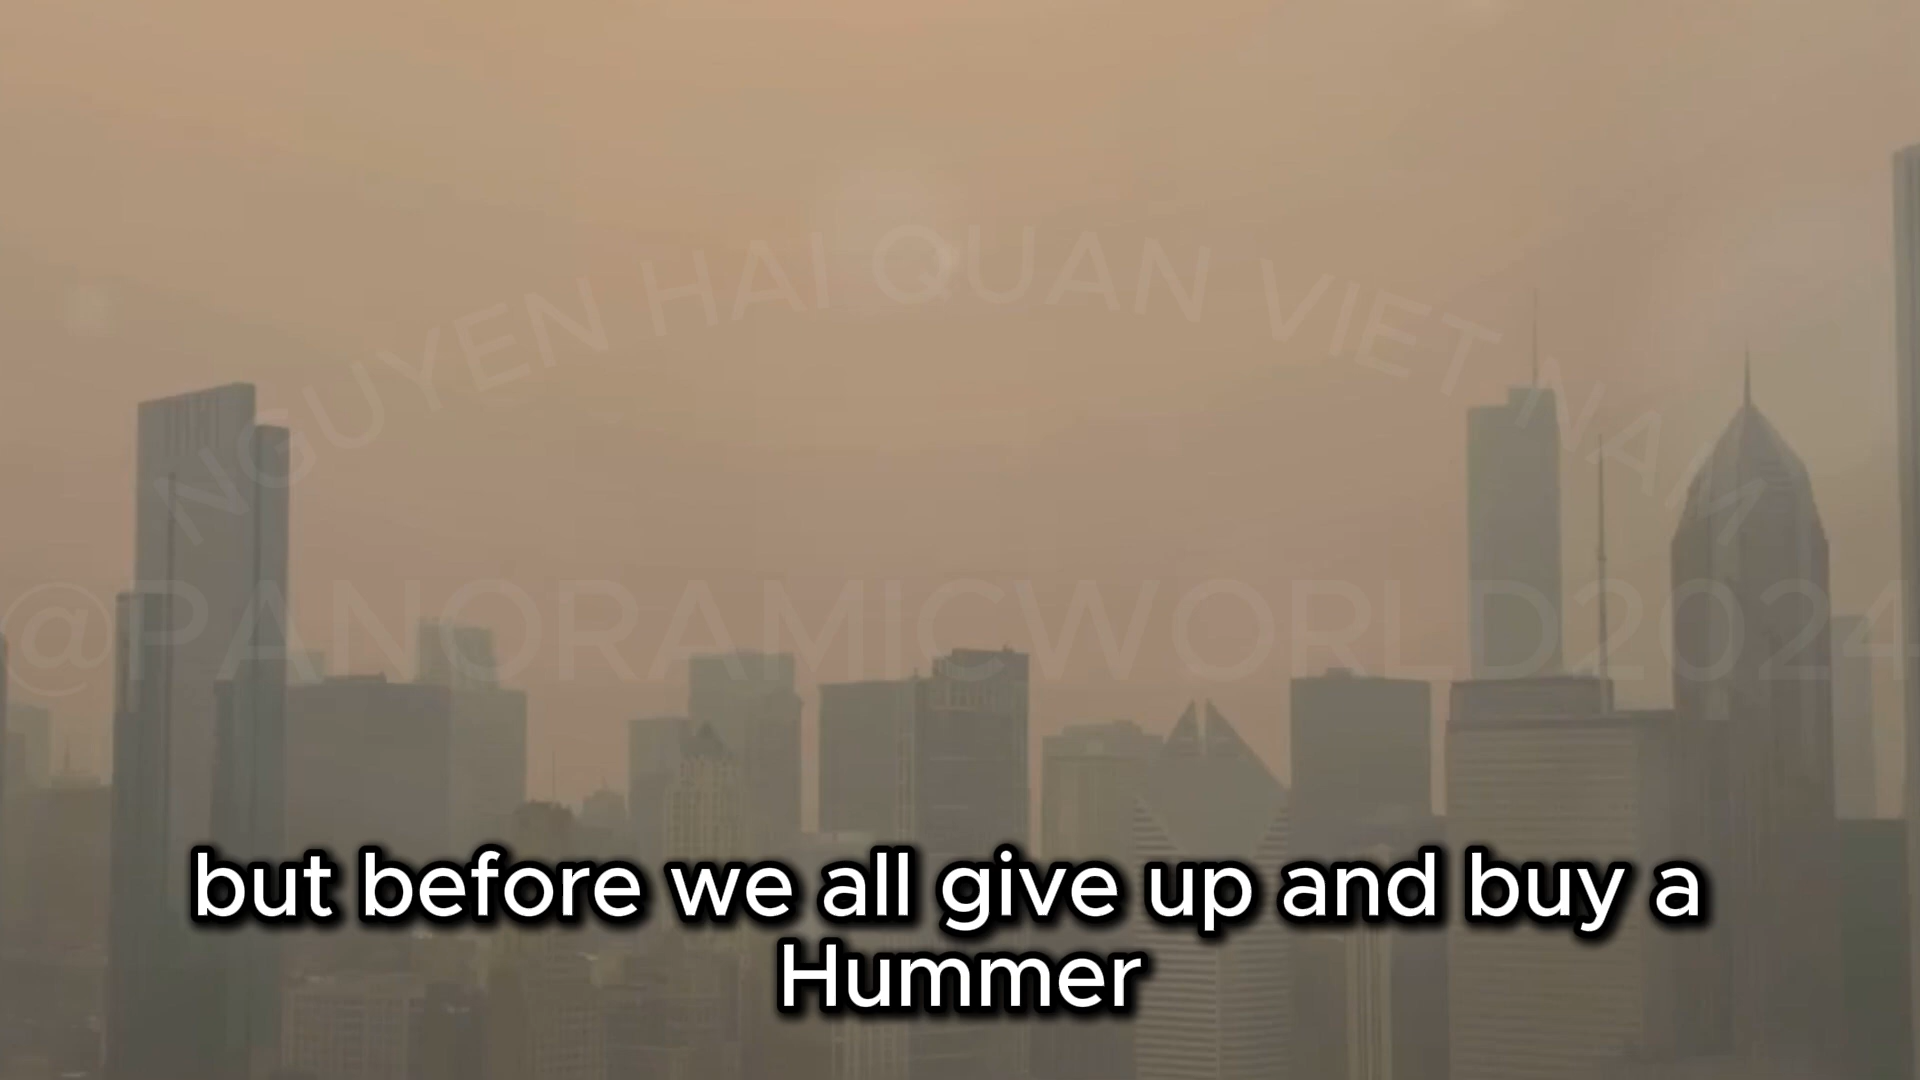 NGUYEN HAI QUAN VIET NAM
@PANORAMICWORLD2024
but before we all give up and buy a
Hummer